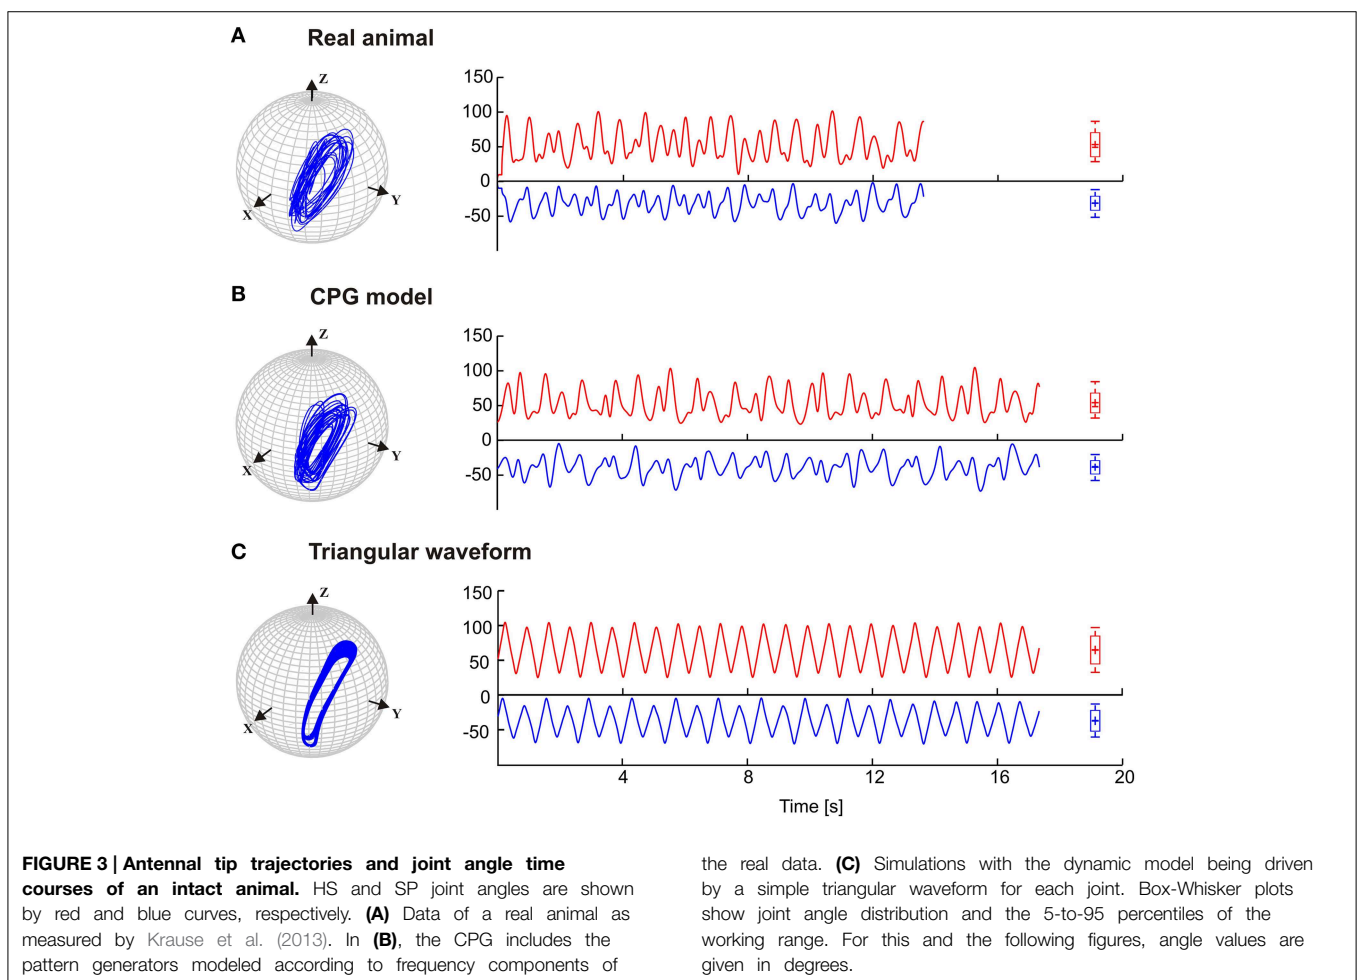 A Real animal
Z
X
Y
150
100
50
0
-50
B CPG model
Z
X
Y
150
100
50
0
-50
C Triangular waveform
Z
X
Y
150
100
50
0
-50
4 8 12 16 20
Time [s]
FIGURE 3 | Antennal tip trajectories and joint angle time
courses of an intact animal. HS and SP joint angles are shown
by red and blue curves, respectively. (A) Data of a real animal as
measured by Krause et al. (2013). In (B), the CPG includes the
pattern generators modeled according to frequency components of
the real data. (C) Simulations with the dynamic model being driven
by a simple triangular waveform for each joint. Box-Whisker plots
show joint angle distribution and the 5-to-95 percentiles of the
working range. For this and the following figures, angle values are
given in degrees.